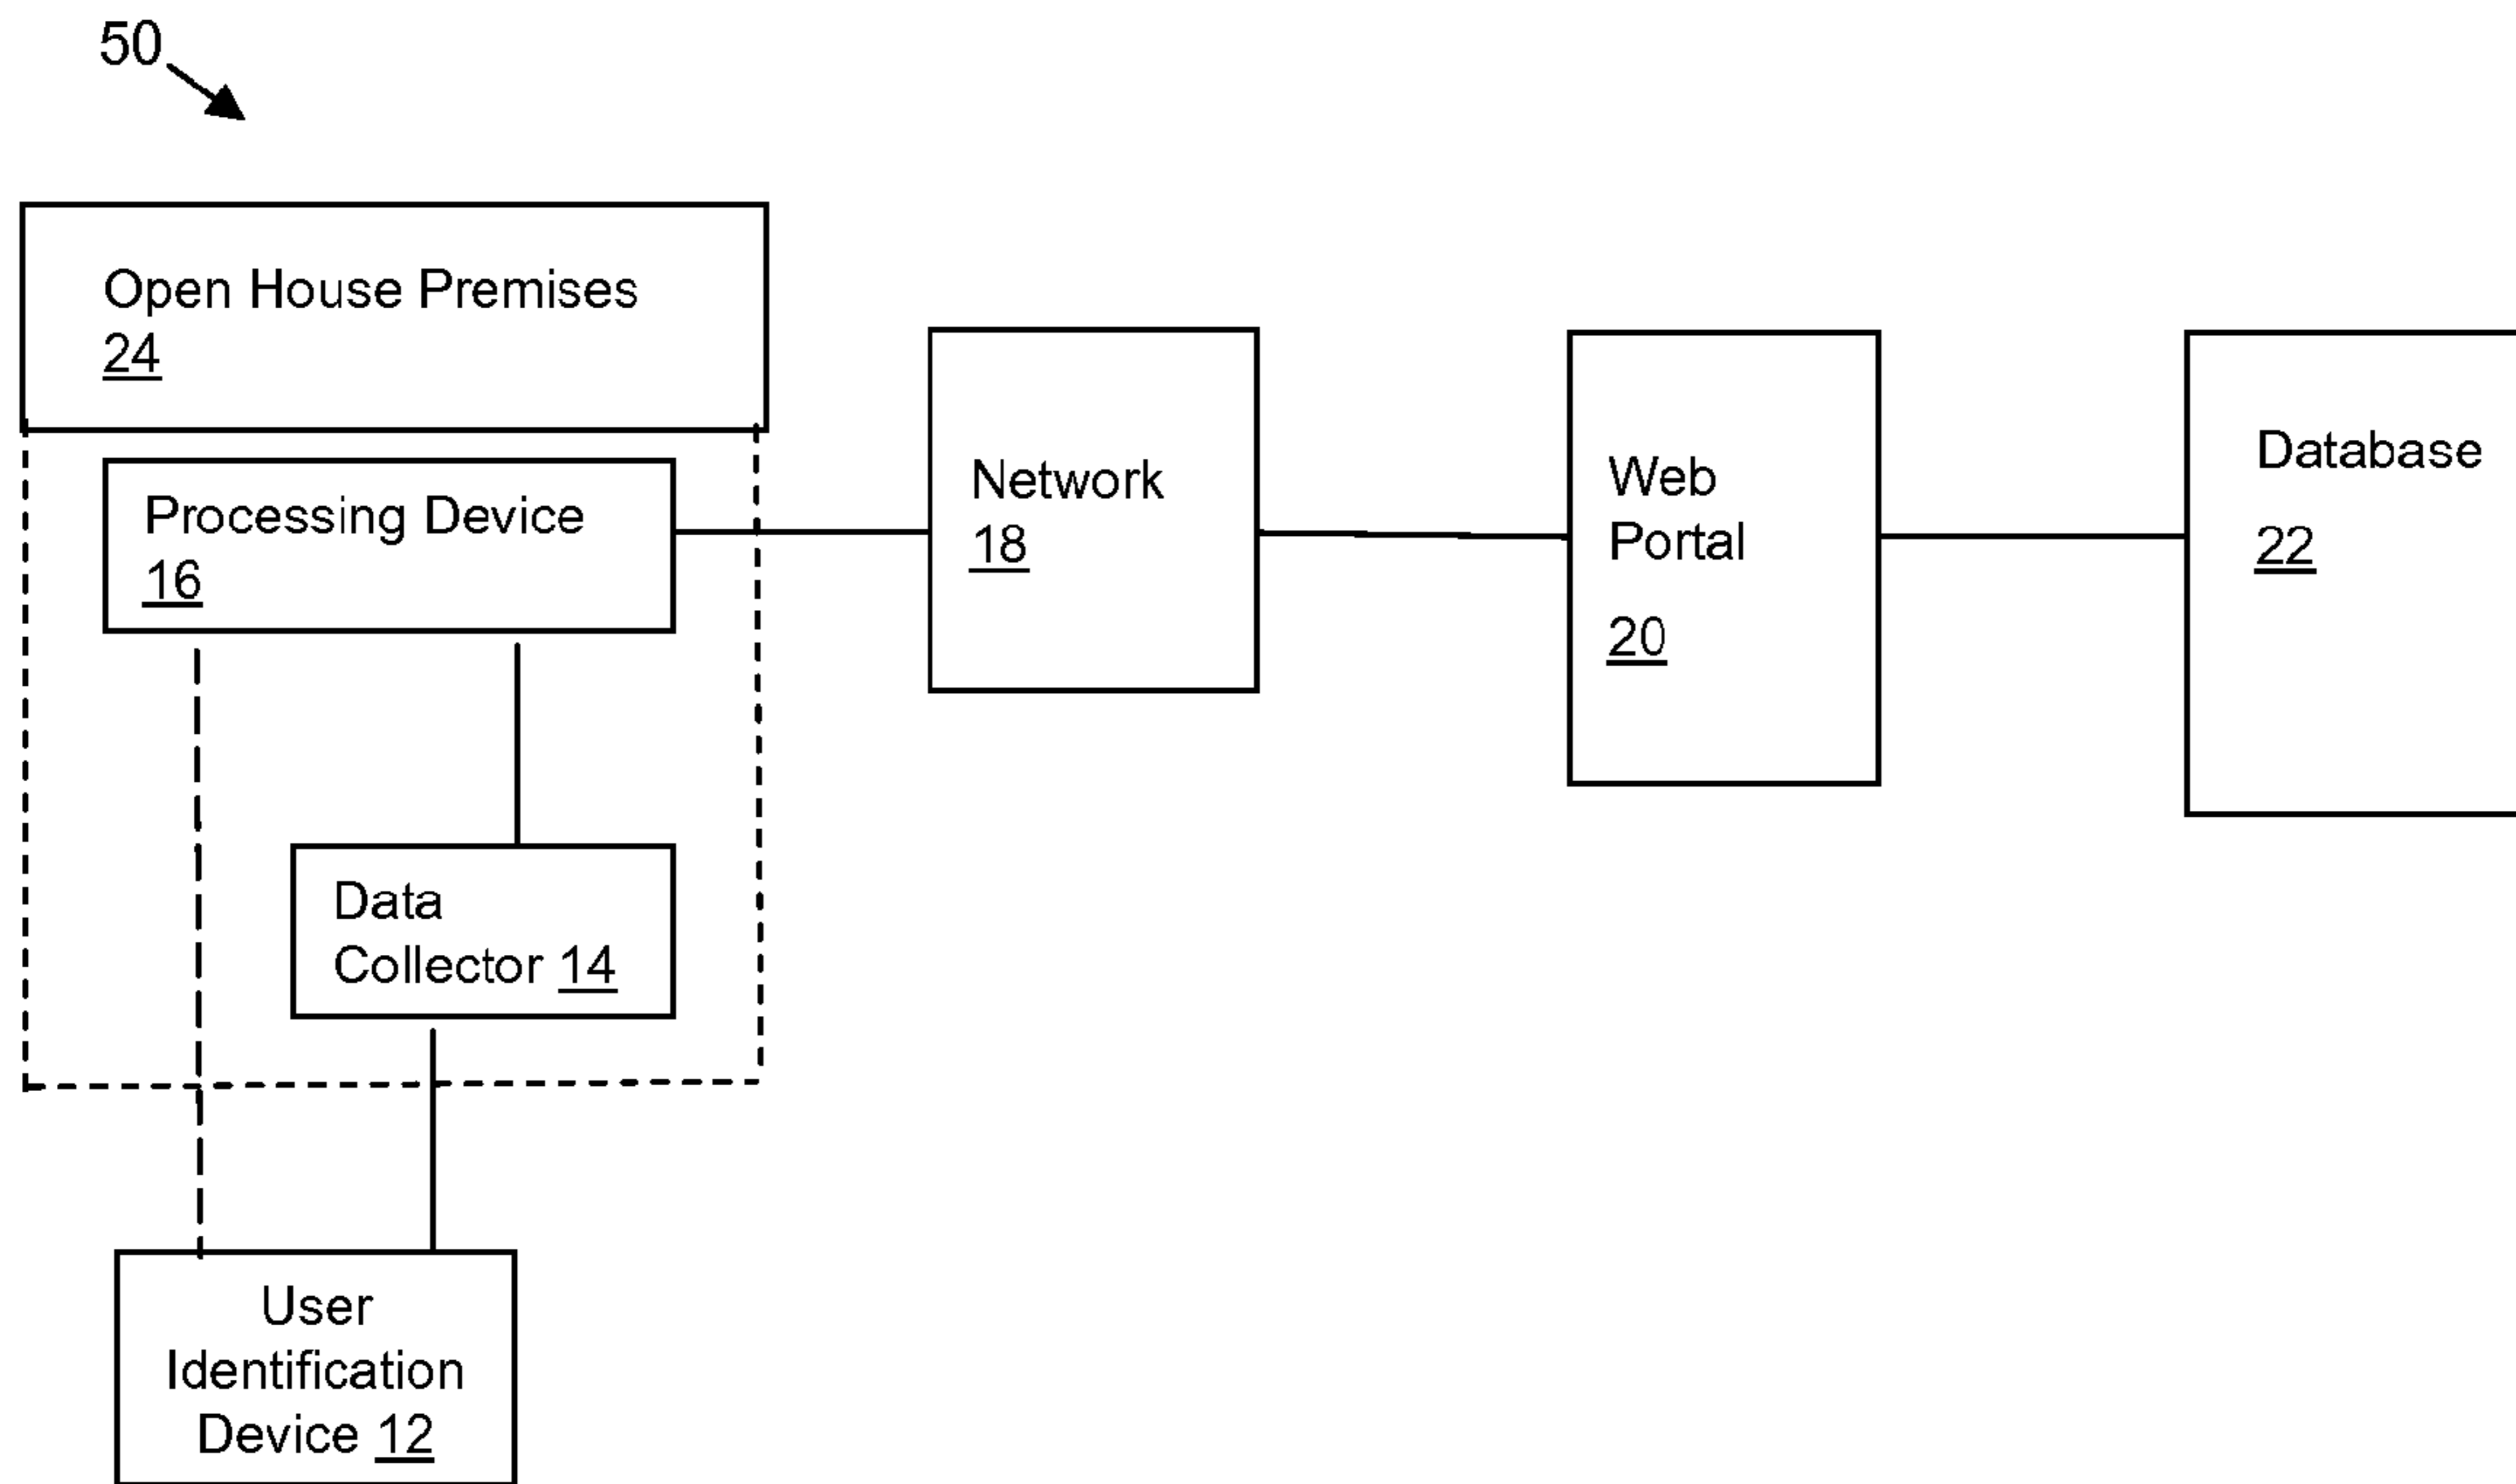 50
Open House Premises
24
Processing Device
16
Network
18
Web
Portal
20
Database
22
Data
Collector 14
User
Identification
Device 12